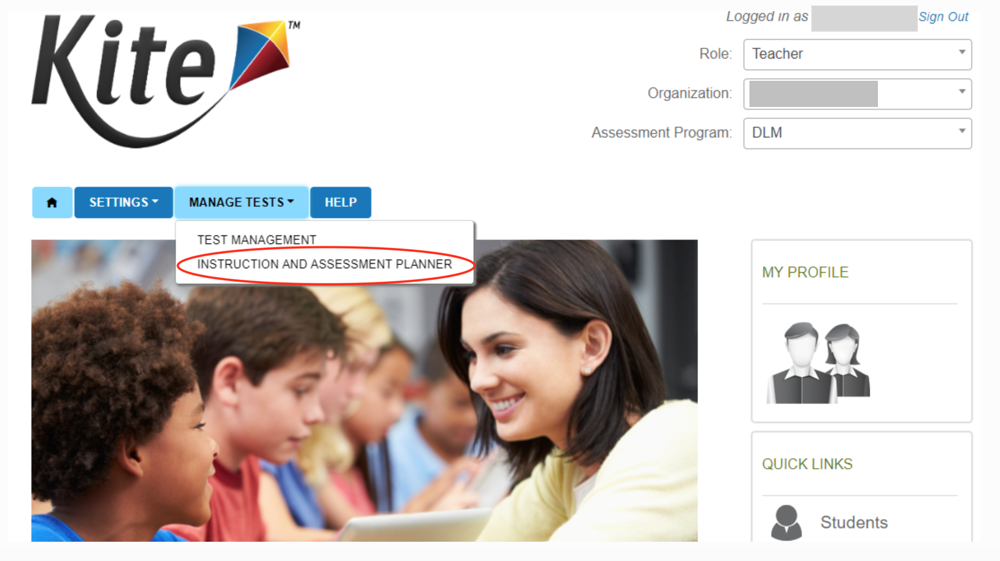 Kite™
Logged in as Sign Out
Role: Teacher
Organization:
Assessment Program: DLM
SETTINGS MANAGE TESTS HELP
TEST MANAGEMENT
INSTRUCTION AND ASSESSMENT PLANNER
MY PROFILE
QUICK LINKS
Students